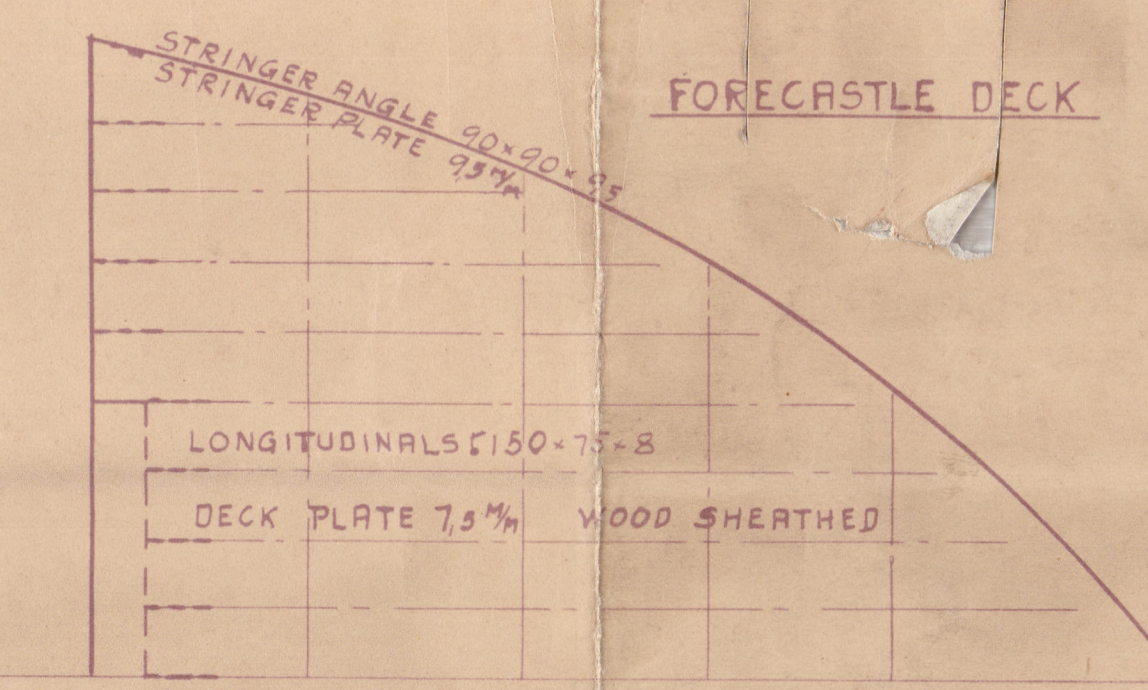 FORECASTLE DECK
STRINGER ANGLE 90×90×9,5
STRINGER PLATE 9,5 M/M
LONGITUDINALS 150×75×8
DECK PLATE 7,5 M/M WOOD SHEATHED